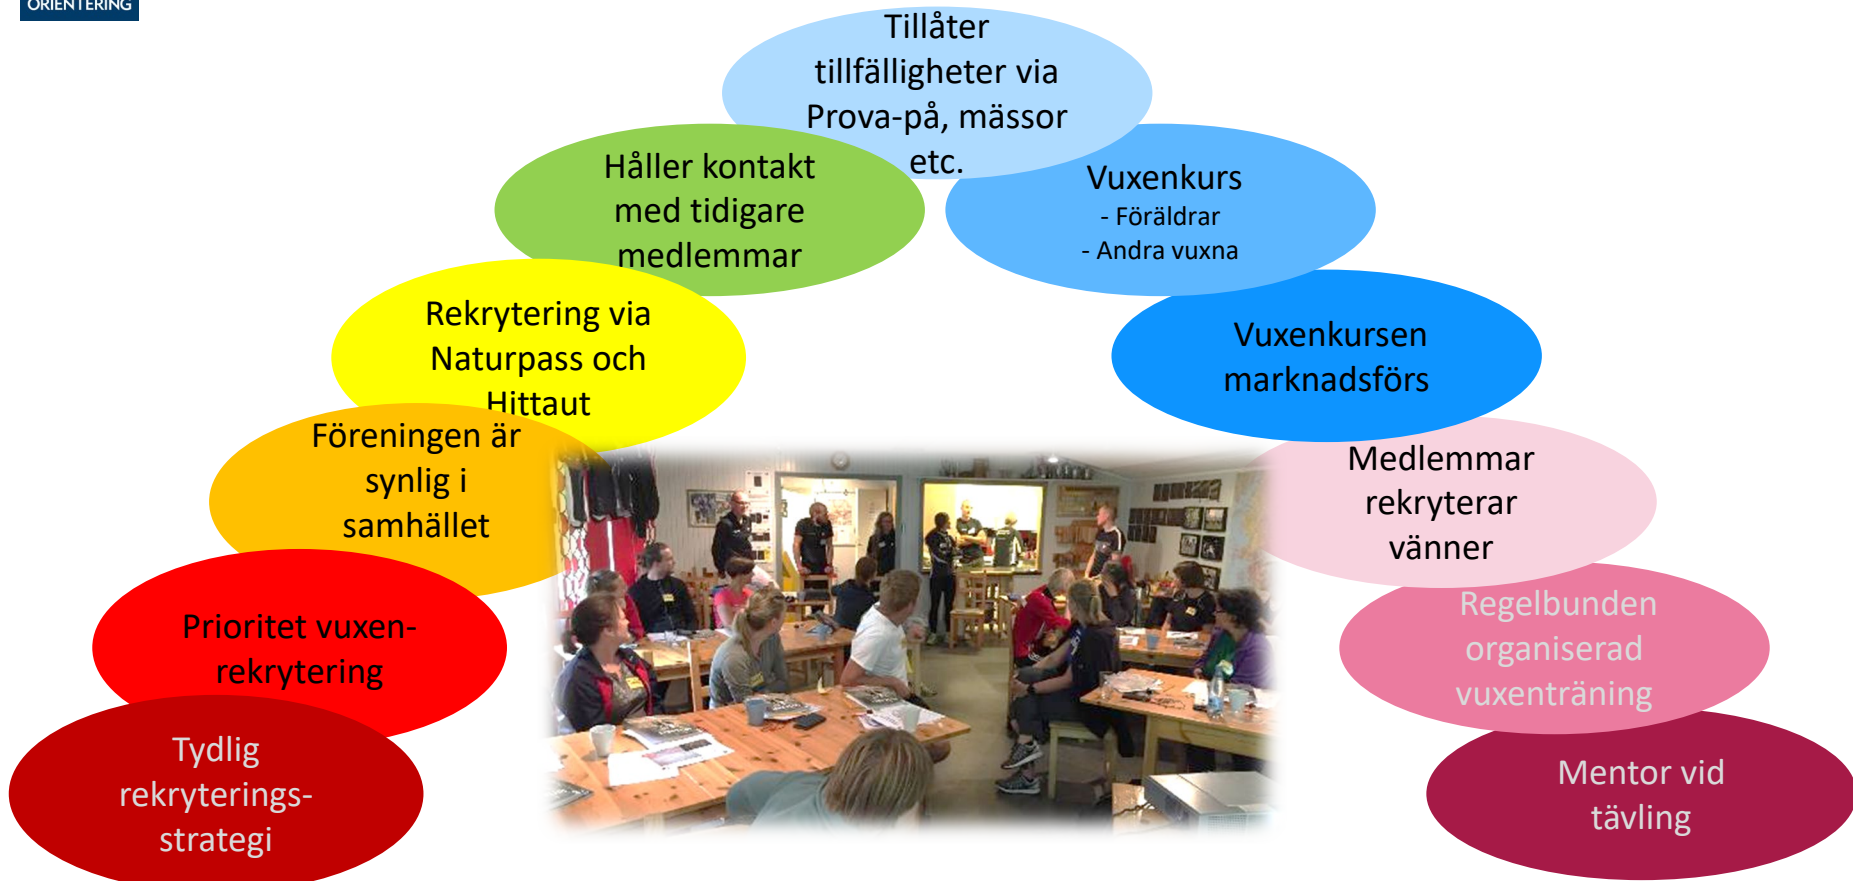 ORIENTERING
Tillåter
tillfälligheter via
Prova-på, mässor
etc.
Håller kontakt
med tidigare
medlemmar
Vuxenkurs
- Föräldrar
- Andra vuxna
Rekrytering via
Naturpass och
Hittaut
Vuxenkursen
marknadsförs
Föreningen är
synlig i
samhället
Medlemmar
rekryterar
vänner
Prioritet vuxen-
rekrytering
Regelbunden
organiserad
vuxenträning
Tydlig
rekryterings-
strategi
Mentor vid
tävling